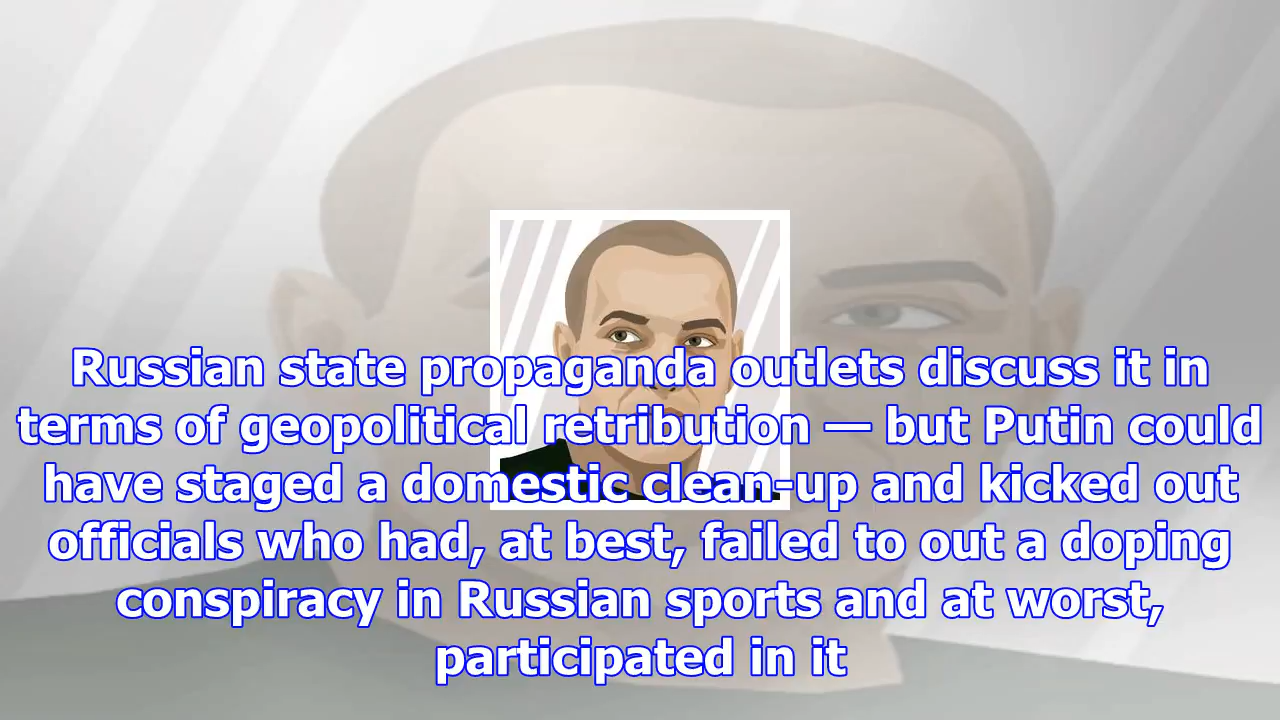 Russian state propaganda outlets discuss it in
terms of geopolitical retribution — but Putin could
have staged a domestic clean-up and kicked out
officials who had, at best, failed to out a doping
conspiracy in Russian sports and at worst,
participated in it